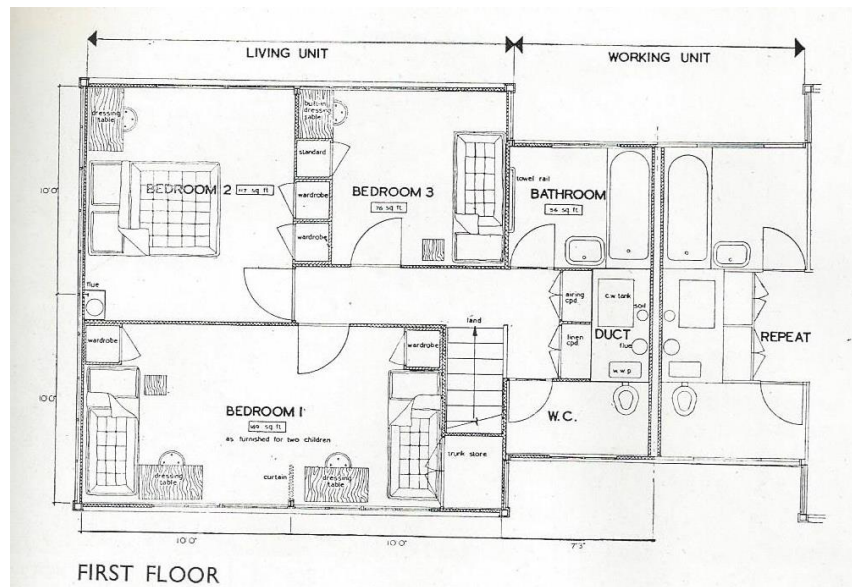 LIVING UNIT
WORKING UNIT
dressing table
built-in dressing table
standard
wardrobe
wardrobe
BEDROOM 2
BEDROOM 3
towel rail
BATHROOM
10'0"
flue
land
airing cpd
linen cpd
c.w. tank
soil
DUCT
flue
REPEAT
wardrobe
wardrobe
BEDROOM 1
sq ft
as furnished for two children
W.C.
10'0"
dressing table
curtain
dressing table
trunk store
10'0"
10'0"
7'3"
FIRST FLOOR